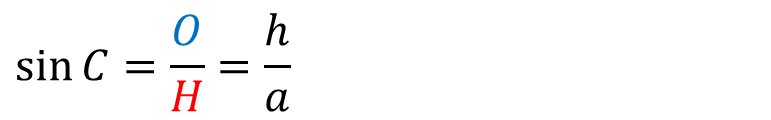 sin C = O/H = h/a